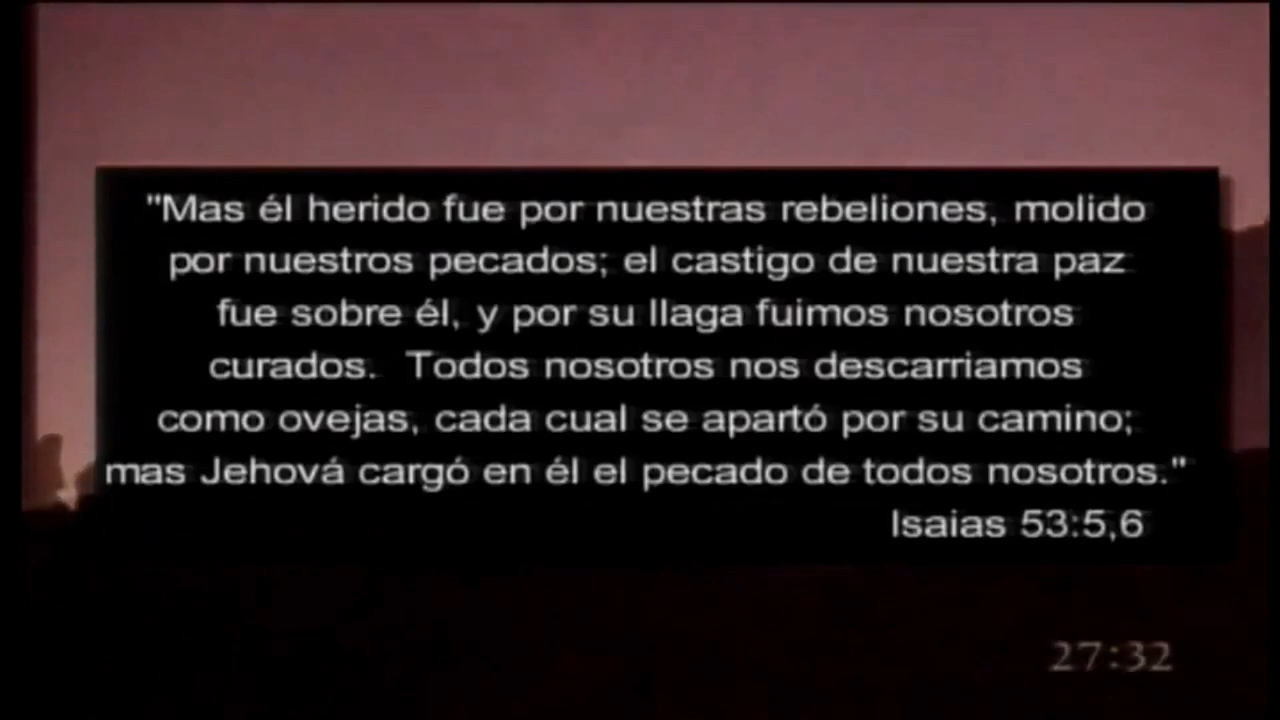 "Mas él herido fue por nuestras rebeliones, molido
por nuestros pecados; el castigo de nuestra paz
fue sobre él, y por su llaga fuimos nosotros
curados.  Todos nosotros nos descarriamos
como ovejas, cada cual se apartó por su camino;
mas Jehová cargó en él el pecado de todos nosotros."
Isaias 53:5,6
27:32